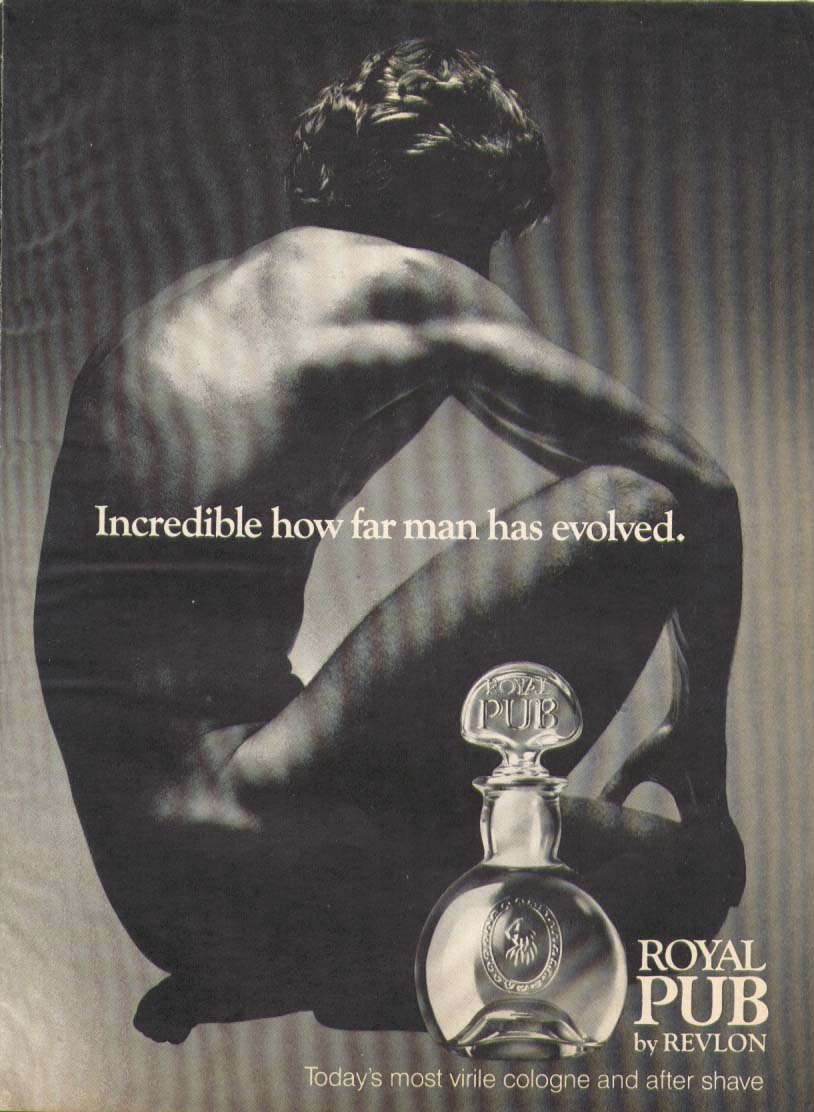 Incredible how far man has evolved.
ROYAL
PUB
ROYAL
PUB
by REVLON
Today's most virile cologne and after shave